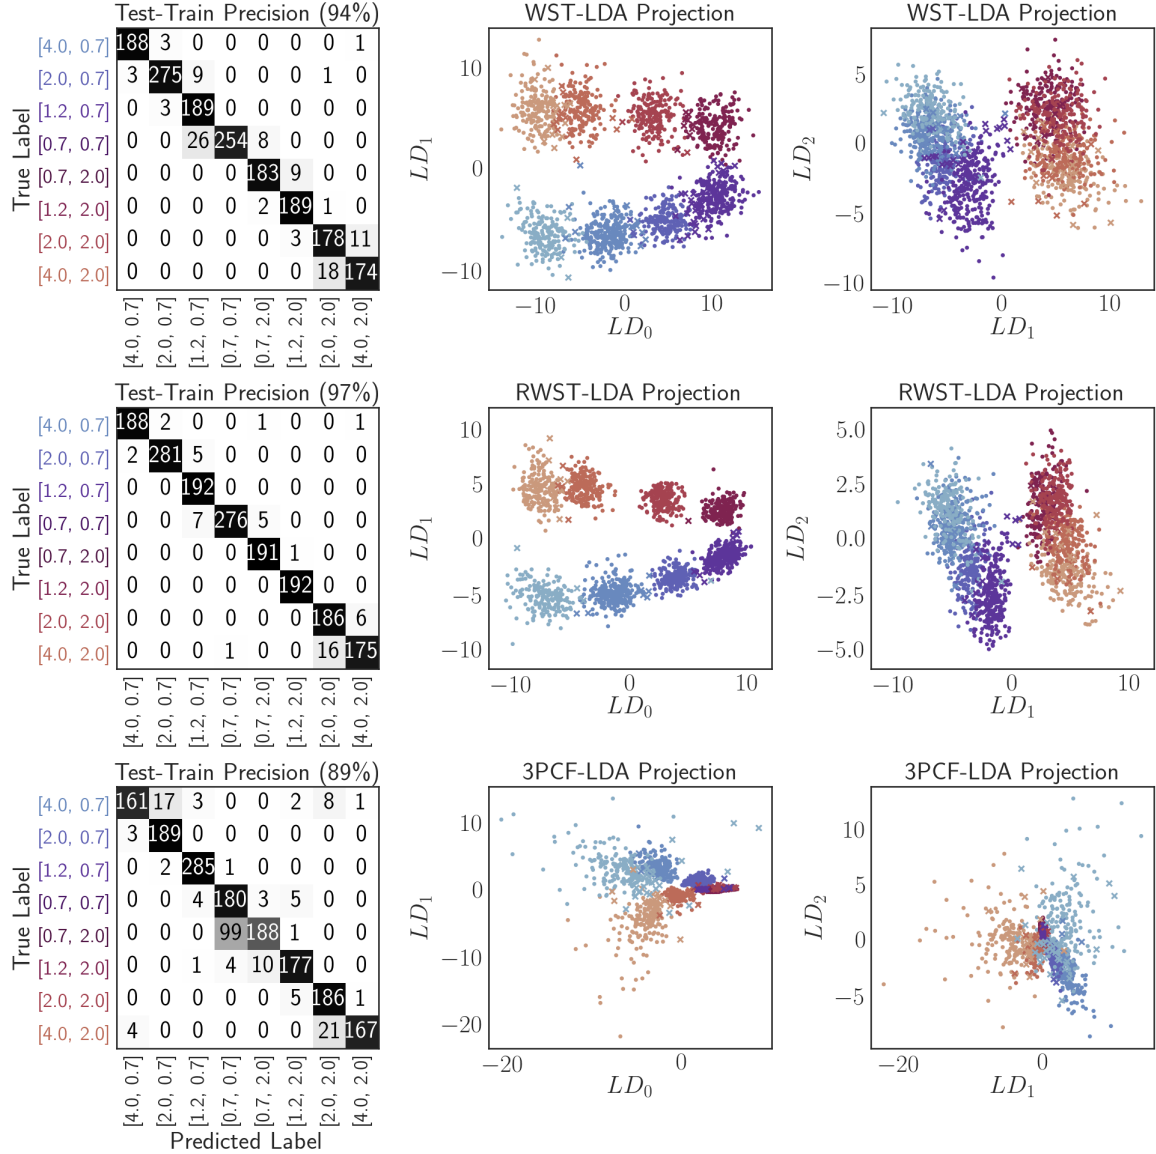 Test-Train Precision (94%) WST-LDA Projection WST-LDA Projection
True Label
[4.0, 0.7] 188 3 0 0 0 0 0 1
[2.0, 0.7] 3 275 9 0 0 0 1 0
[1.2, 0.7] 0 3 189 0 0 0 0 0
[0.7, 0.7] 0 0 26 254 8 0 0 0
[0.7, 2.0] 0 0 0 0 183 9 0 0
[1.2, 2.0] 0 0 0 0 2 189 1 0
[2.0, 2.0] 0 0 0 0 0 3 178 11
[4.0, 2.0] 0 0 0 0 0 0 18 174
[4.0, 0.7] [2.0, 0.7] [1.2, 0.7] [0.7, 0.7] [0.7, 2.0] [1.2, 2.0] [2.0, 2.0] [4.0, 2.0]
LD1
10
0
−10
−10 0 10
LD0
LD2
5
0
−5
−10
−10 0 10
LD1
Test-Train Precision (97%) RWST-LDA Projection RWST-LDA Projection
True Label
[4.0, 0.7] 188 2 0 0 1 0 0 1
[2.0, 0.7] 2 281 5 0 0 0 0 0
[1.2, 0.7] 0 0 192 0 0 0 0 0
[0.7, 0.7] 0 0 7 276 5 0 0 0
[0.7, 2.0] 0 0 0 0 191 1 0 0
[1.2, 2.0] 0 0 0 0 0 192 0 0
[2.0, 2.0] 0 0 0 0 0 0 186 6
[4.0, 2.0] 0 0 0 1 0 0 16 175
[4.0, 0.7] [2.0, 0.7] [1.2, 0.7] [0.7, 0.7] [0.7, 2.0] [1.2, 2.0] [2.0, 2.0] [4.0, 2.0]
LD1
10
5
0
−5
−10
−10 0 10
LD0
LD2
5.0
2.5
0.0
−2.5
−5.0
−10 0 10
LD1
Test-Train Precision (89%) 3PCF-LDA Projection 3PCF-LDA Projection
True Label
[4.0, 0.7] 161 17 3 0 0 2 8 1
[2.0, 0.7] 3 189 0 0 0 0 0 0
[1.2, 0.7] 0 2 285 1 0 0 0 0
[0.7, 0.7] 0 0 4 180 3 5 0 0
[0.7, 2.0] 0 0 0 99 188 1 0 0
[1.2, 2.0] 0 0 1 4 10 177 0 0
[2.0, 2.0] 0 0 0 0 0 5 186 1
[4.0, 2.0] 4 0 0 0 0 0 21 167
[4.0, 0.7] [2.0, 0.7] [1.2, 0.7] [0.7, 0.7] [0.7, 2.0] [1.2, 2.0] [2.0, 2.0] [4.0, 2.0]
Predicted Label
LD1
10
0
−10
−20
−20 0
LD0
LD2
10
5
0
−5
−20 0
LD1